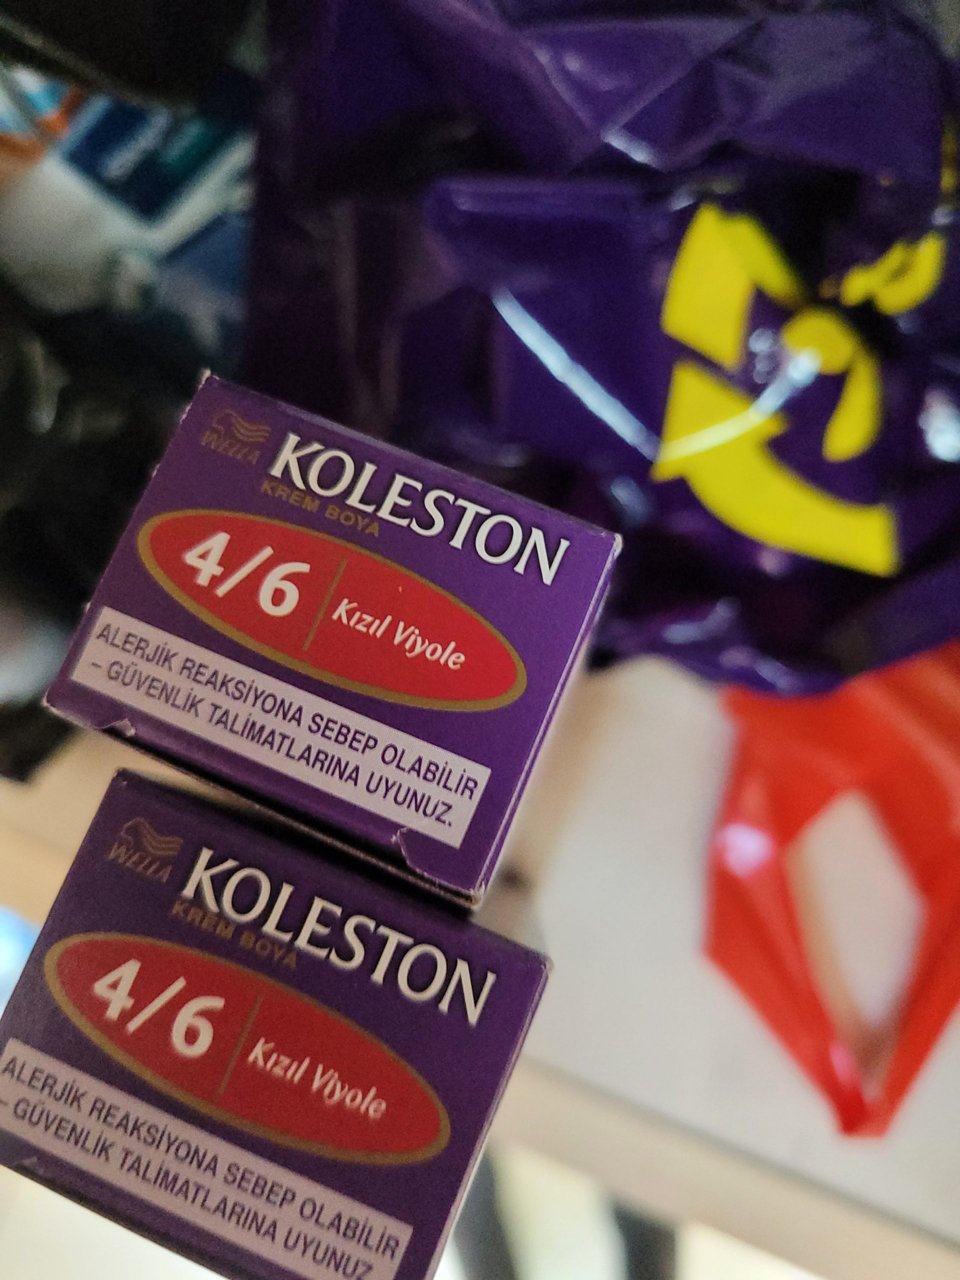 WELLA
KOLESTON
KREM BOYA
4/6 Kızıl Viyole
ALERJİK REAKSİYONA SEBEP OLABİLİR
– GÜVENLİK TALİMATLARINA UYUNUZ.
WELLA
KOLESTON
KREM BOYA
4/6 Kızıl Viyole
ALERJİK REAKSİYONA SEBEP OLABİLİR
– GÜVENLİK TALİMATLARINA UYUNUZ